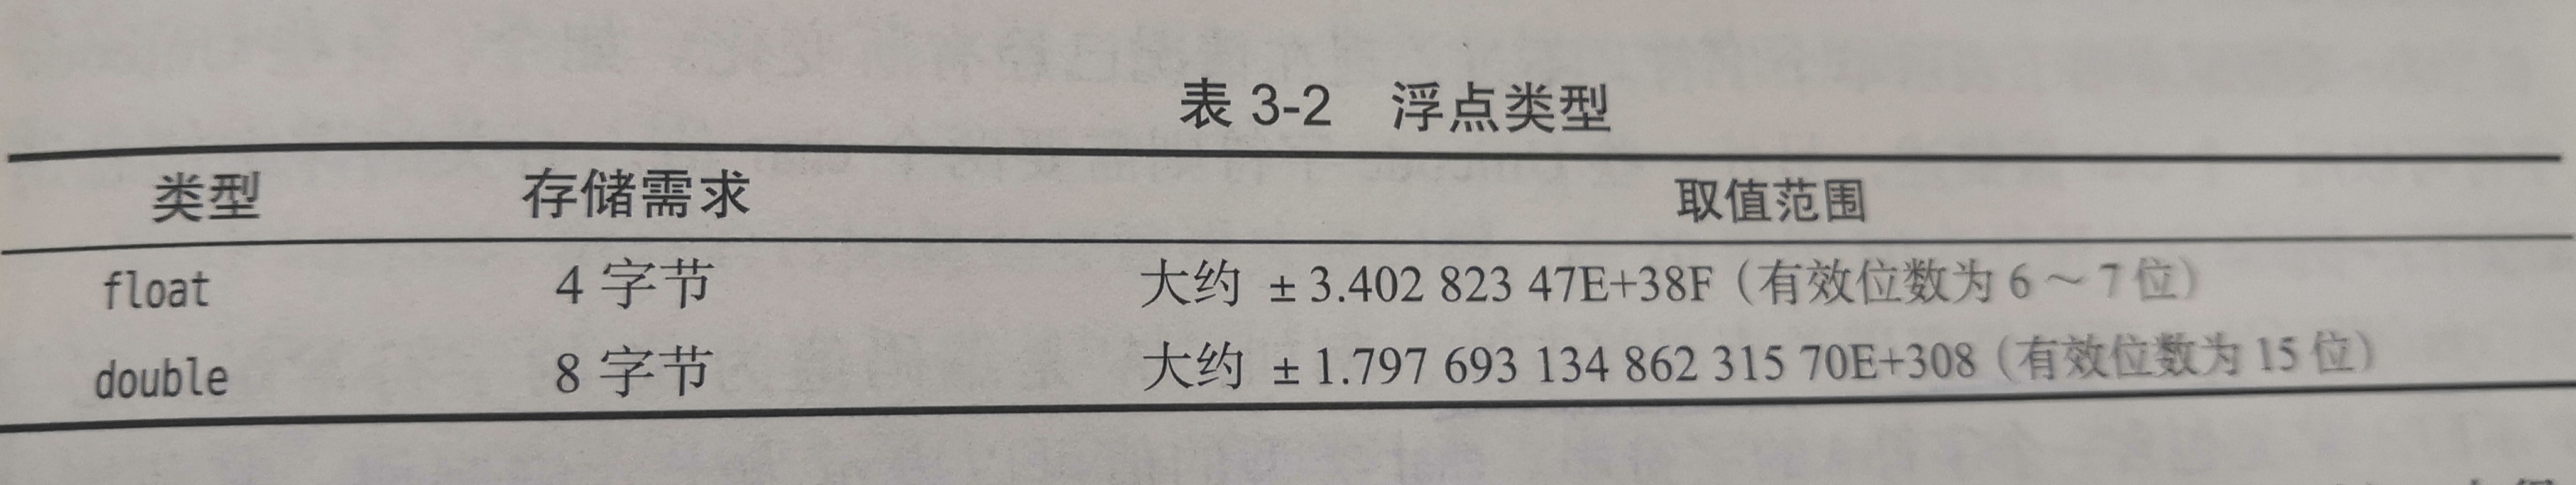 表 3-2 浮点类型
类型 存储需求 取值范围
float 4 字节 大约 ± 3.402 823 47E+38F（有效位数为 6～7 位）
double 8 字节 大约 ± 1.797 693 134 862 315 70E+308（有效位数为 15 位）